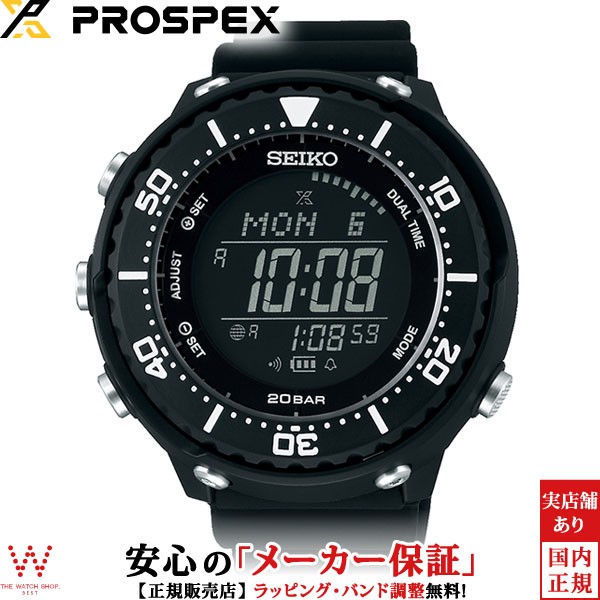 PROSPEX
SEIKO
MON 6
A 10:08
A 1:08 59
20 BAR
⊕ SET
ADJUST
⊖ SET
DUAL TIME
MODE
10
20
30
40
50
実店舗
あり
国内
正規
THE WATCH SHOP.
BEST
安心の「メーカー保証」
【正規販売店】ラッピング・バンド調整無料!